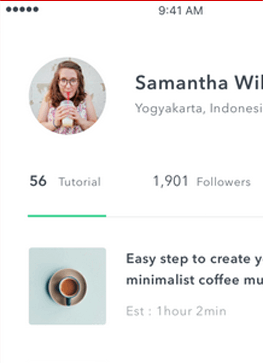 9:41 AM
Samantha
Yogyakarta, Indonesi
56 Tutorial 1,901 Followers
Easy step to create
minimalist coffee mu
Est : 1hour 2min